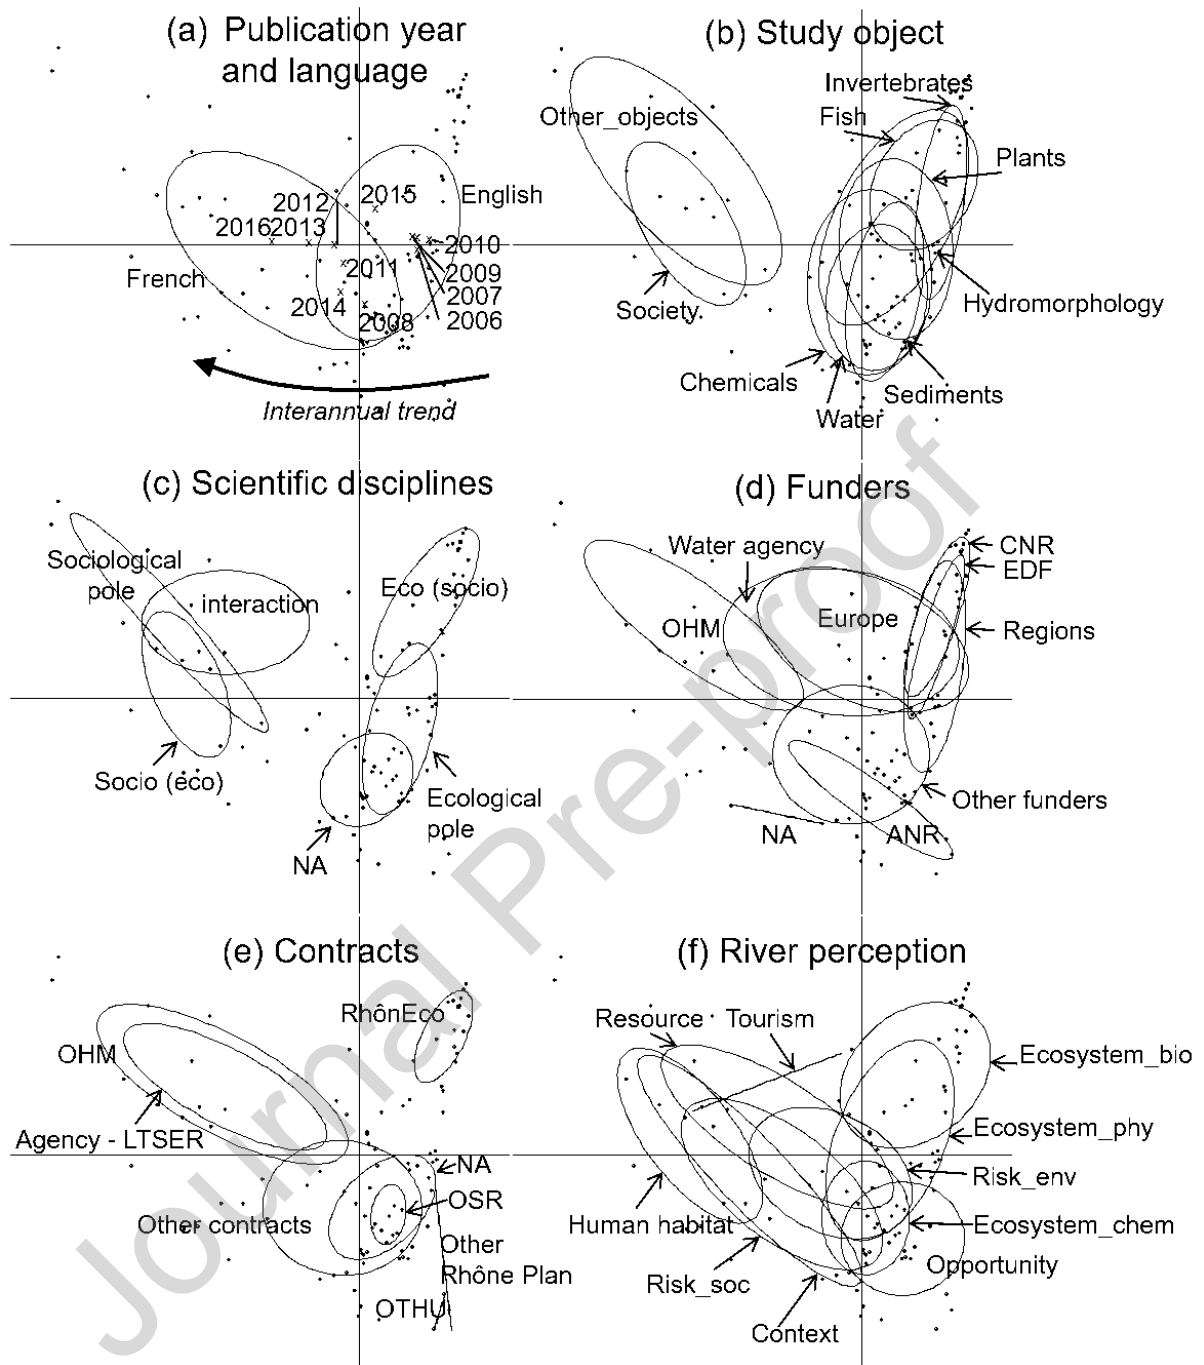 (a) Publication year
and language
2012
2015
English
2016
2013
2010
French
2011
2009
2014
2007
2008
2006
Interannual trend
(b) Study object
Invertebrates
Other_objects
Fish
Plants
Society
Hydromorphology
Chemicals
Sediments
Water
(c) Scientific disciplines
Sociological
pole
interaction
Eco (socio)
Socio (eco)
Ecological
pole
NA
(d) Funders
Water agency
CNR
EDF
OHM
Europe
Regions
Other funders
NA
ANR
(e) Contracts
RhônEco
OHM
Agency - LTSER
NA
OSR
Other contracts
Other
Rhône Plan
OTHU
(f) River perception
Resource
Tourism
Ecosystem_bio
Ecosystem_phy
Risk_env
Human habitat
Ecosystem_chem
Risk_soc
Opportunity
Context
Journal Pre-proof